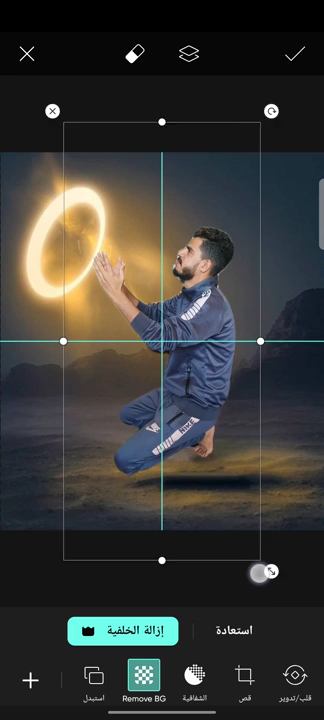 NIKE
إزالة الخلفية
استعادة
استبدل
Remove BG
الشفافية
قص
قلب/تدوير